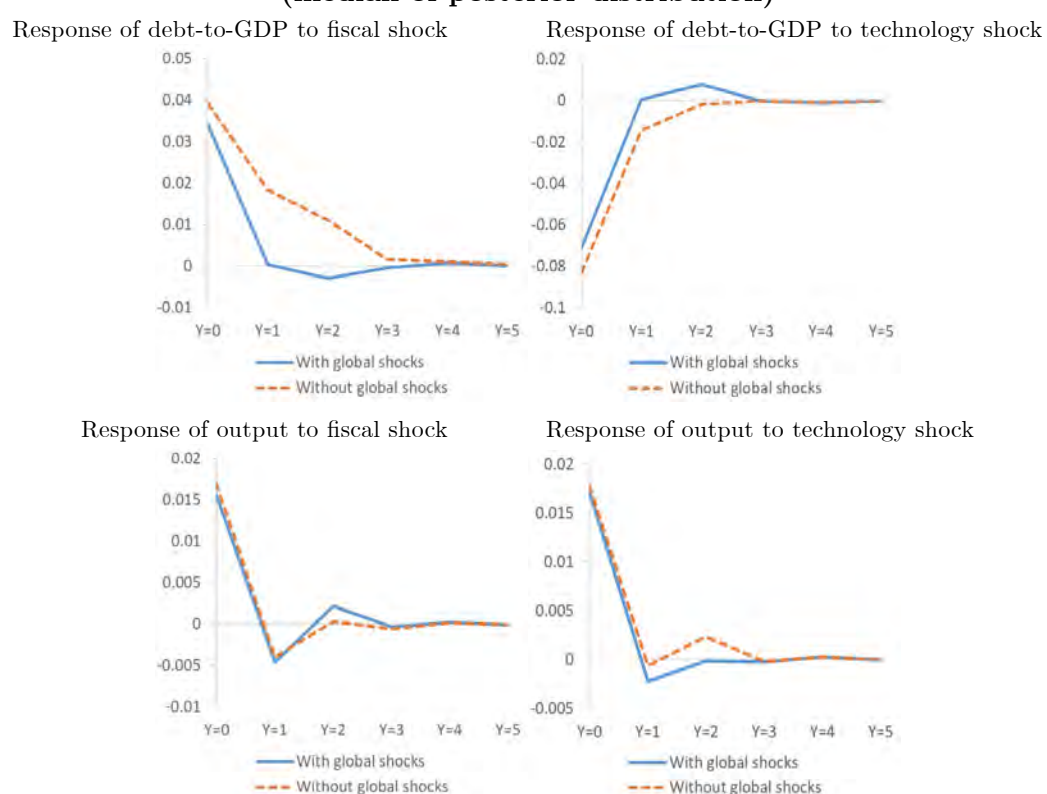 (median of posterior distribution)
Response of debt-to-GDP to fiscal shock
0.05
0.04
0.03
0.02
0.01
0
-0.01
Y=0 Y=1 Y=2 Y=3 Y=4 Y=5
With global shocks
Without global shocks
Response of debt-to-GDP to technology shock
0.02
0
-0.02
-0.04
-0.06
-0.08
-0.1
Y=0 Y=1 Y=2 Y=3 Y=4 Y=5
With global shocks
Without global shocks
Response of output to fiscal shock
0.02
0.015
0.01
0.005
0
-0.005
-0.01
Y=0 Y=1 Y=2 Y=3 Y=4 Y=5
With global shocks
Without global shocks
Response of output to technology shock
0.02
0.015
0.01
0.005
0
-0.005
Y=0 Y=1 Y=2 Y=3 Y=4 Y=5
With global shocks
Without global shocks